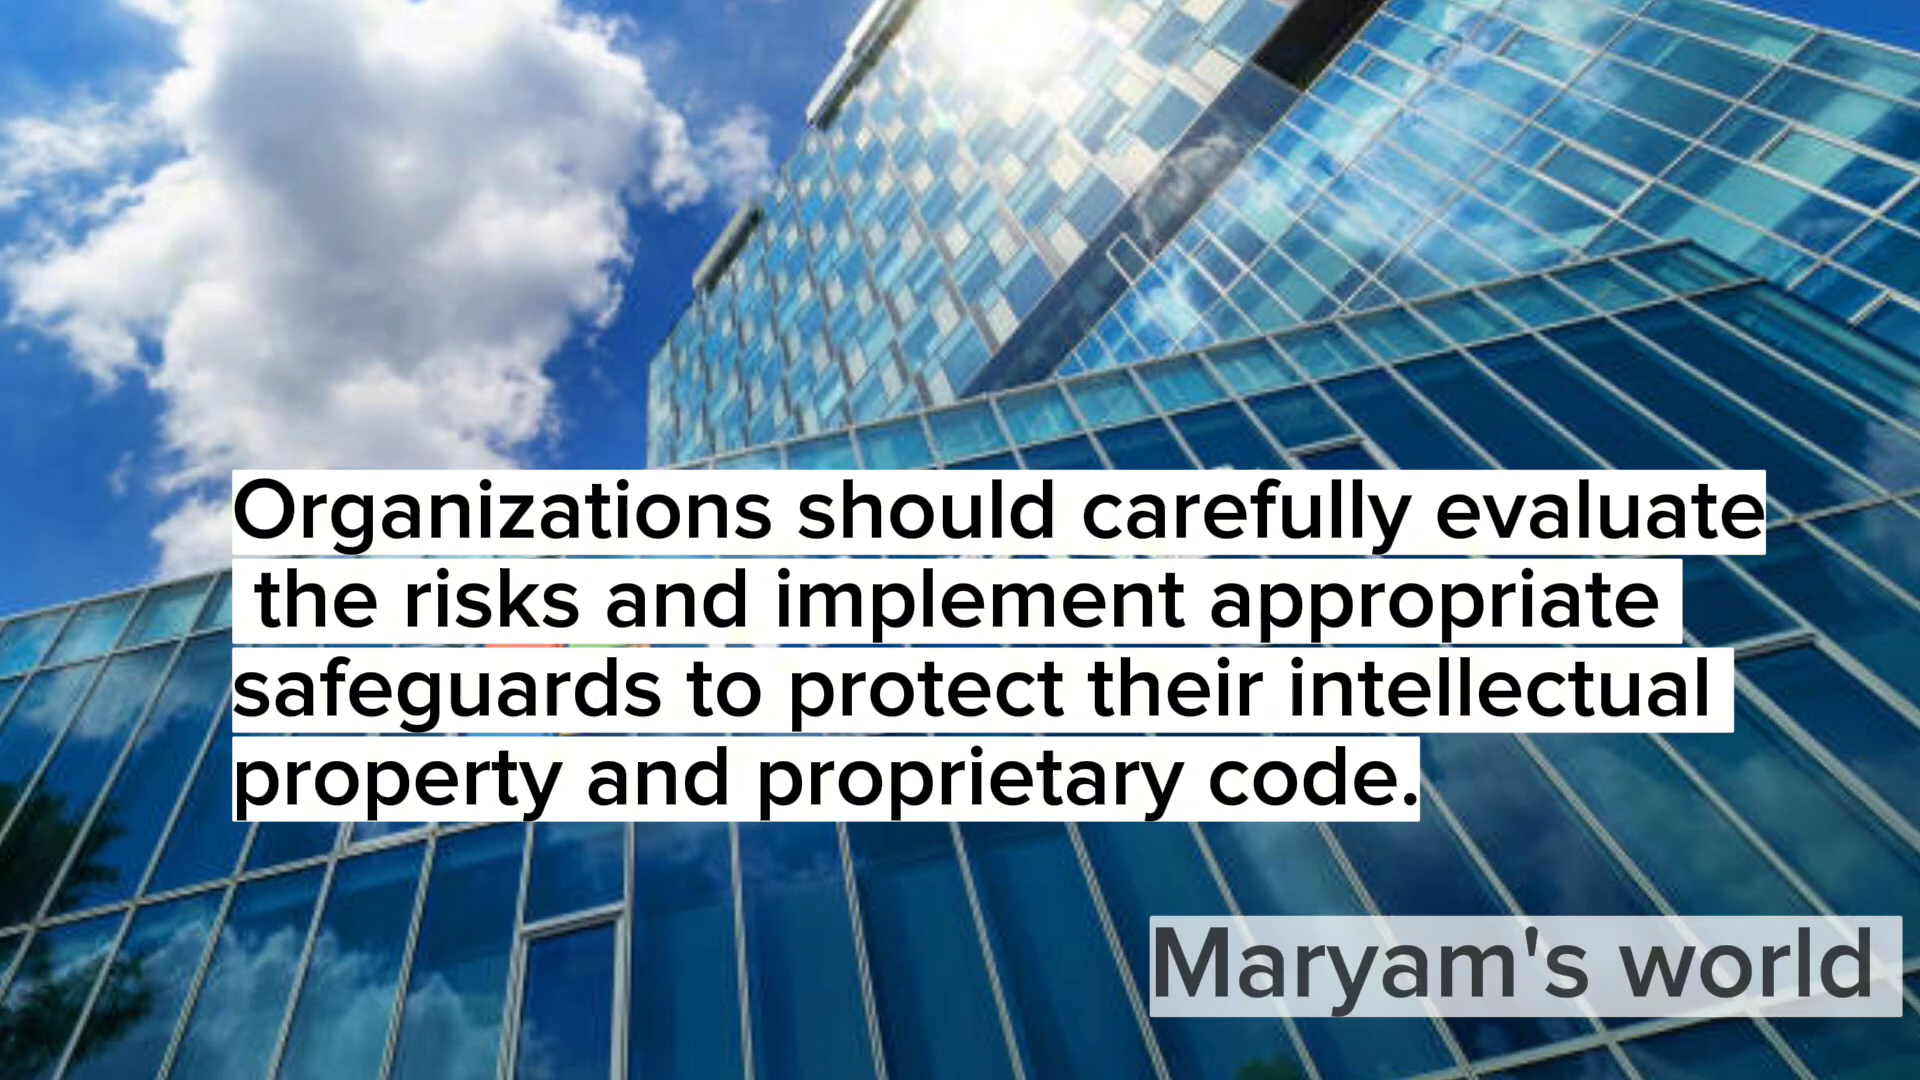 Organizations should carefully evaluate
the risks and implement appropriate
safeguards to protect their intellectual
property and proprietary code.
Maryam's world